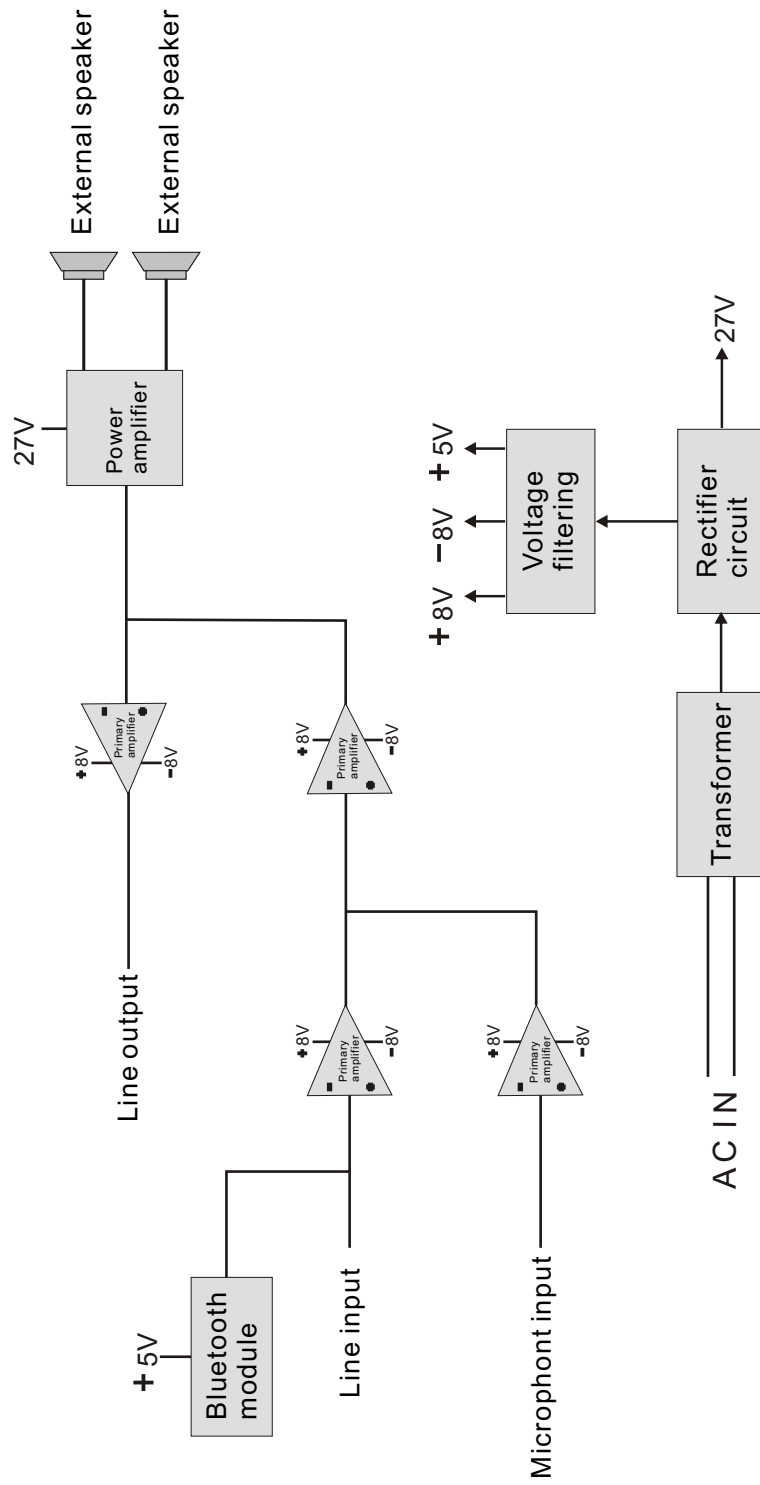 External speaker
External speaker
27V
Power
amplifier
+8V
Primary
amplifier
−8V
Line output
+8V
Primary
amplifier
−8V
+5V
Bluetooth
module
Line input
+8V
Primary
amplifier
−8V
Microphont input
+8V
Primary
amplifier
−8V
+8V −8V +5V
Voltage
filtering
AC IN
Transformer
Rectifier
circuit
27V